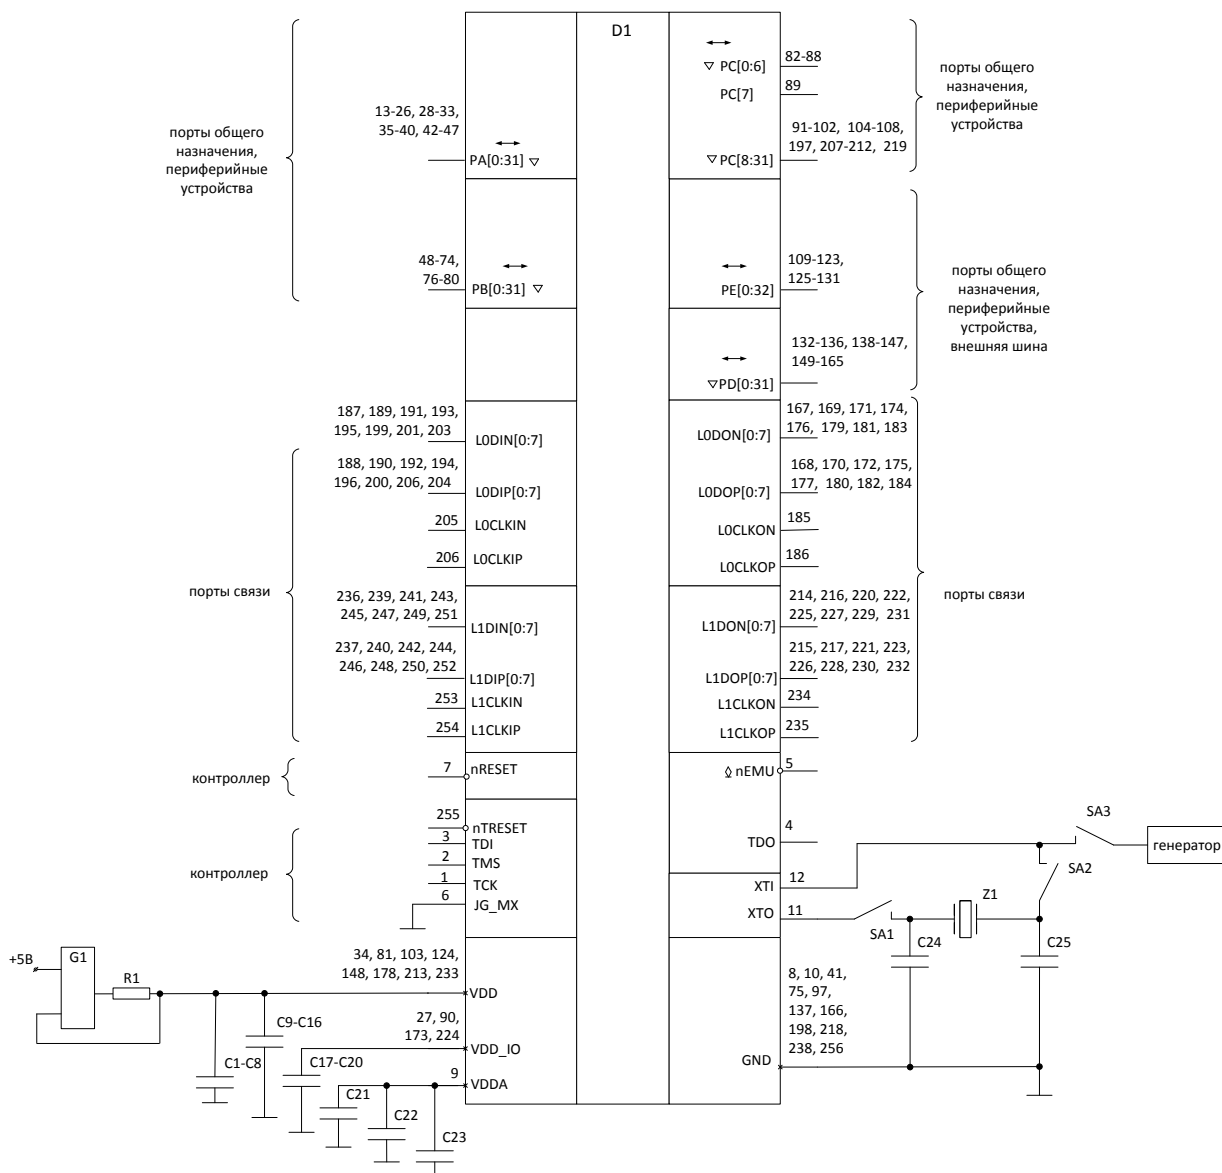 D1
порты общего
назначения,
периферийные
устройства
13-26, 28-33,
35-40, 42-47
PA[0:31]
48-74,
76-80
PB[0:31]
PC[0:6]
82-88
PC[7]
89
91-102, 104-108,
197, 207-212, 219
PC[8:31]
порты общего
назначения,
периферийные
устройства
109-123,
125-131
PE[0:32]
132-136, 138-147,
149-165
PD[0:31]
порты общего
назначения,
периферийные
устройства,
внешняя шина
187, 189, 191, 193,
195, 199, 201, 203
L0DIN[0:7]
188, 190, 192, 194,
196, 200, 206, 204
L0DIP[0:7]
205
L0CLKIN
206
L0CLKIP
порты связи
236, 239, 241, 243,
245, 247, 249, 251
L1DIN[0:7]
237, 240, 242, 244,
246, 248, 250, 252
L1DIP[0:7]
253
L1CLKIN
254
L1CLKIP
167, 169, 171, 174,
176, 179, 181, 183
L0DON[0:7]
168, 170, 172, 175,
177, 180, 182, 184
L0DOP[0:7]
L0CLKON
185
L0CLKOP
186
порты связи
214, 216, 220, 222,
225, 227, 229, 231
L1DON[0:7]
215, 217, 221, 223,
226, 228, 230, 232
L1DOP[0:7]
L1CLKON
234
L1CLKOP
235
контроллер
7
nRESET
nEMU
5
контроллер
255
nTRESET
3
TDI
2
TMS
1
TCK
6
JG_MX
TDO
4
XTI
12
XTO
11
SA1
C24
Z1
SA2
SA3
генератор
C25
+5В
G1
R1
34, 81, 103, 124,
148, 178, 213, 233
VDD
C1-C8
C9-C16
27, 90,
173, 224
VDD_IO
C17-C20
9
VDDA
C21
C22
C23
8, 10, 41,
75, 97,
137, 166,
198, 218,
238, 256
GND